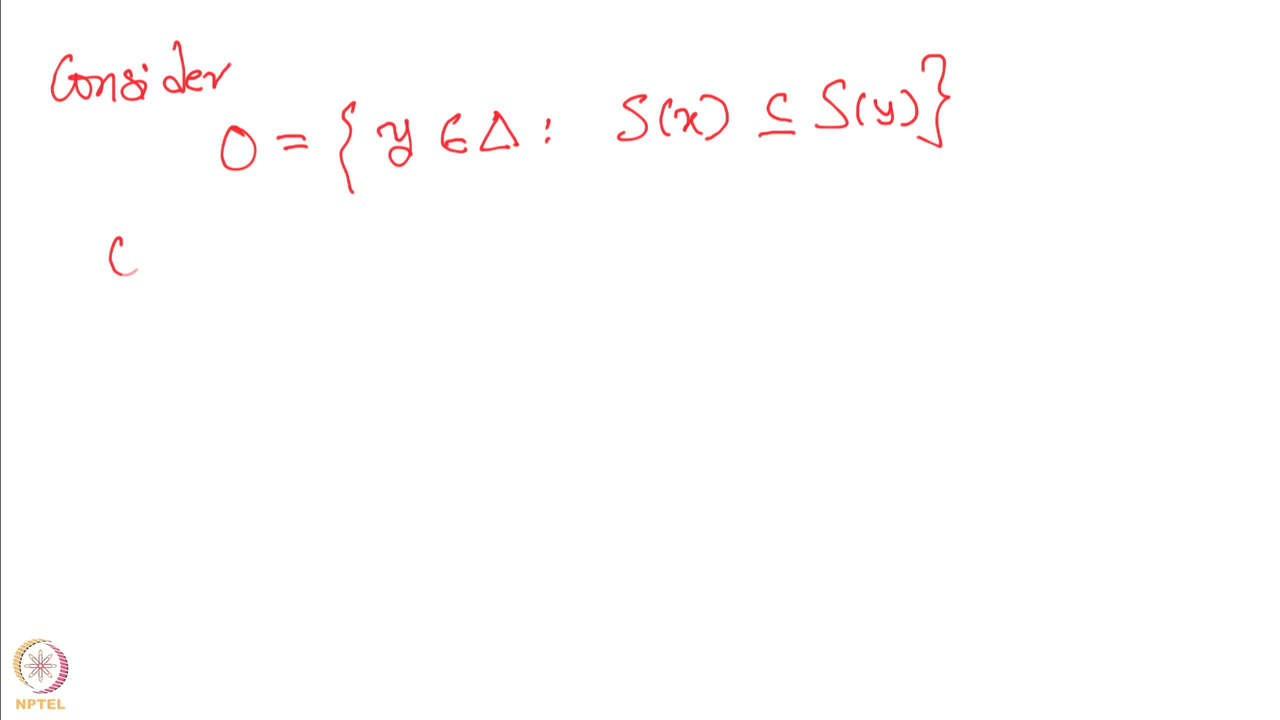 Consider
O = { y ∈ Δ : S(x) ⊆ S(y) }
C
NPTEL